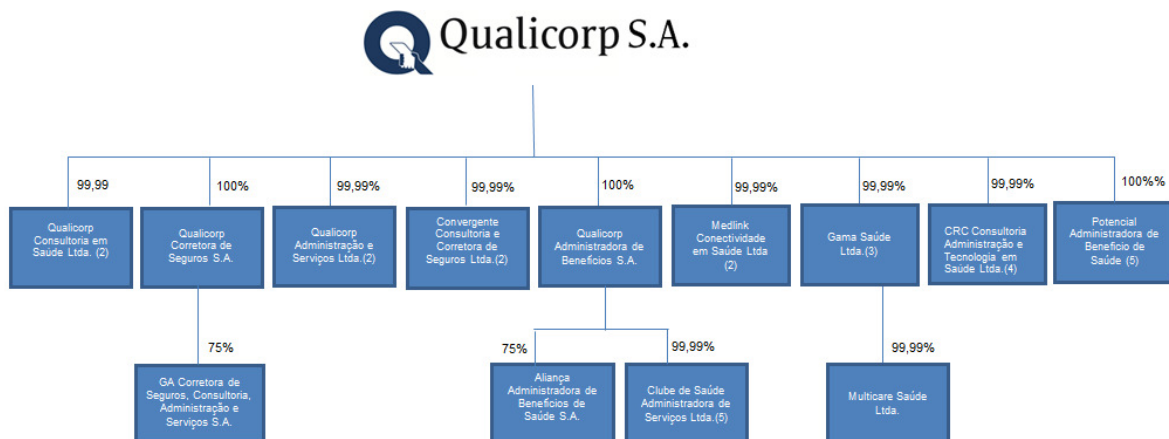 Qualicorp S.A.
99,99
100%
99,99%
99,99%
100%
99,99%
99,99%
99,99%
100%%
Qualicorp
Consultoria em
Saúde Ltda. (2)
Qualicorp
Corretora de
Seguros S.A.
Qualicorp
Administração e
Serviços Ltda.(2)
Convergente
Consultoria e
Corretora de
Seguros Ltda.(2)
Qualicorp
Administradora de
Benefícios S.A.
Medlink
Conectividade
em Saúde Ltda
(2)
Gama Saúde
Ltda.(3)
CRC Consultoria
Administração e
Tecnologia em
Saúde Ltda.(4)
Potencial
Administradora de
Benefício de
Saúde (5)
75%
75%
99,99%
99,99%
GA Corretora de
Seguros, Consultoria,
Administração e
Serviços S.A.
Aliança
Administradora de
Benefícios de
Saúde S.A.
Clube de Saúde
Administradora de
Serviços Ltda.(5)
Multicare Saúde
Ltda.